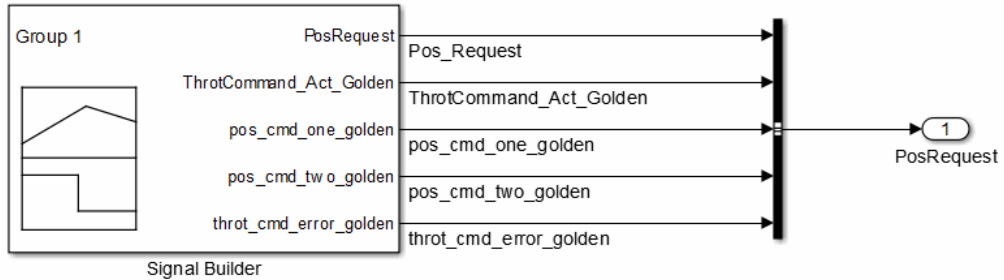 Group 1
PosRequest
Pos_Request
ThrotCommand_Act_Golden
ThrotCommand_Act_Golden
pos_cmd_one_golden
pos_cmd_one_golden
1
PosRequest
pos_cmd_two_golden
pos_cmd_two_golden
throt_cmd_error_golden
throt_cmd_error_golden
Signal Builder